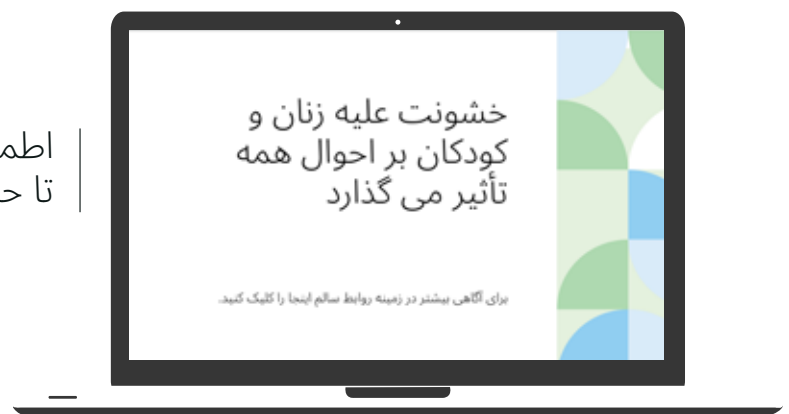 خشونت علیه زنان و
کودکان بر احوال همه
تأثیر می گذارد
برای آگاهی بیشتر در زمینه روابط سالم اینجا را کلیک کنید.
تا